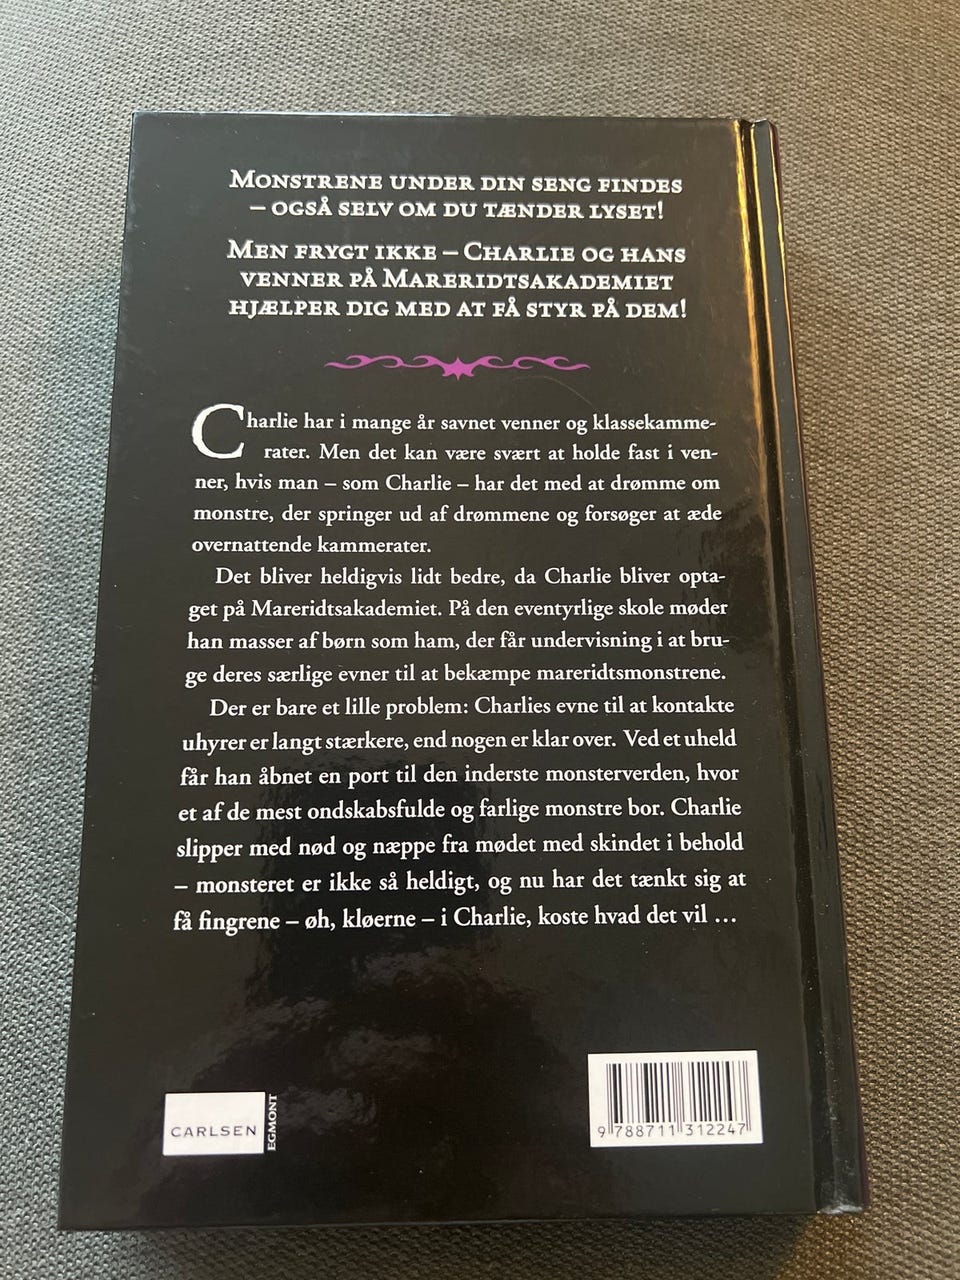 MONSTRENE UNDER DIN SENG FINDES
– OGSÅ SELV OM DU TÆNDER LYSET!
MEN FRYGT IKKE – CHARLIE OG HANS
VENNER PÅ MARERIDTSAKADEMIET
HJÆLPER DIG MED AT FÅ STYR PÅ DEM!
Charlie har i mange år savnet venner og klassekamme-
rater. Men det kan være svært at holde fast i ven-
ner, hvis man – som Charlie – har det med at drømme om
monstre, der springer ud af drømmene og forsøger at æde
overnattende kammerater.
Det bliver heldigvis lidt bedre, da Charlie bliver opta-
get på Mareridtsakademiet. På den eventyrlige skole møder
han masser af børn som ham, der får undervisning i at bru-
ge deres særlige evner til at bekæmpe mareridtsmonstrene.
Der er bare et lille problem: Charlies evne til at kontakte
uhyrer er langt stærkere, end nogen er klar over. Ved et uheld
får han åbnet en port til den inderste monsterverden, hvor
et af de mest ondskabsfulde og farlige monstre bor. Charlie
slipper med nød og næppe fra mødet med skindet i behold
– monsteret er ikke så heldigt, og nu har det tænkt sig at
få fingrene – øh, kløerne – i Charlie, koste hvad det vil …
CARLSEN
EGMONT
9 788711 312247